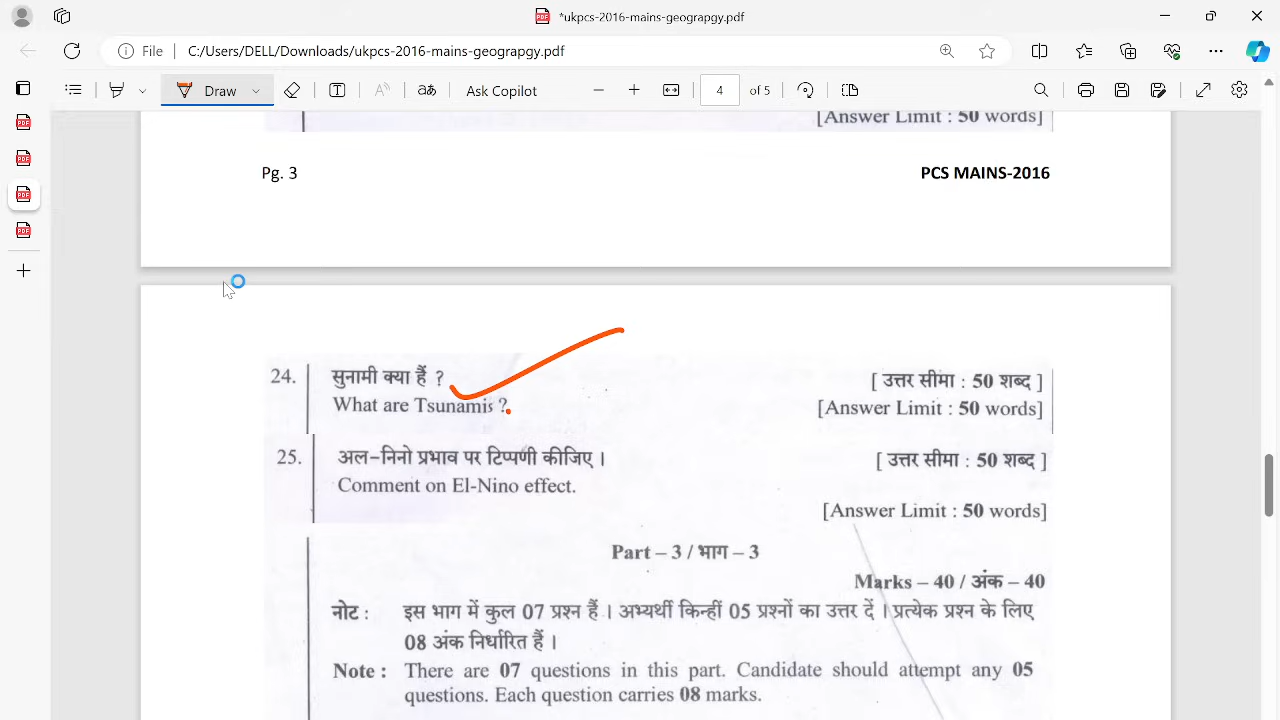 *ukpcs-2016-mains-geograpgy.pdf
File C:/Users/DELL/Downloads/ukpcs-2016-mains-geograpgy.pdf
Draw aあ Ask Copilot 4 of 5
[Answer Limit : 50 words]
Pg. 3 PCS MAINS-2016
24. सुनामी क्या हैं ? [ उत्तर सीमा : 50 शब्द ]
What are Tsunamis ? [Answer Limit : 50 words]
25. अल-निनो प्रभाव पर टिप्पणी कीजिए । [ उत्तर सीमा : 50 शब्द ]
Comment on El-Nino effect.
[Answer Limit : 50 words]
Part – 3 / भाग – 3
Marks – 40 / अंक – 40
नोट : इस भाग में कुल 07 प्रश्न हैं । अभ्यर्थी किन्हीं 05 प्रश्नों का उत्तर दें । प्रत्येक प्रश्न के लिए
08 अंक निर्धारित हैं ।
Note : There are 07 questions in this part. Candidate should attempt any 05
questions. Each question carries 08 marks.